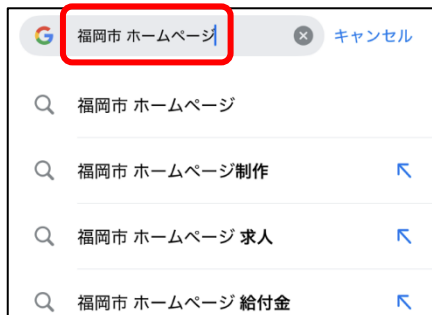 福岡市 ホームページ キャンセル
福岡市 ホームページ
福岡市 ホームページ制作
福岡市 ホームページ 求人
福岡市 ホームページ 給付金